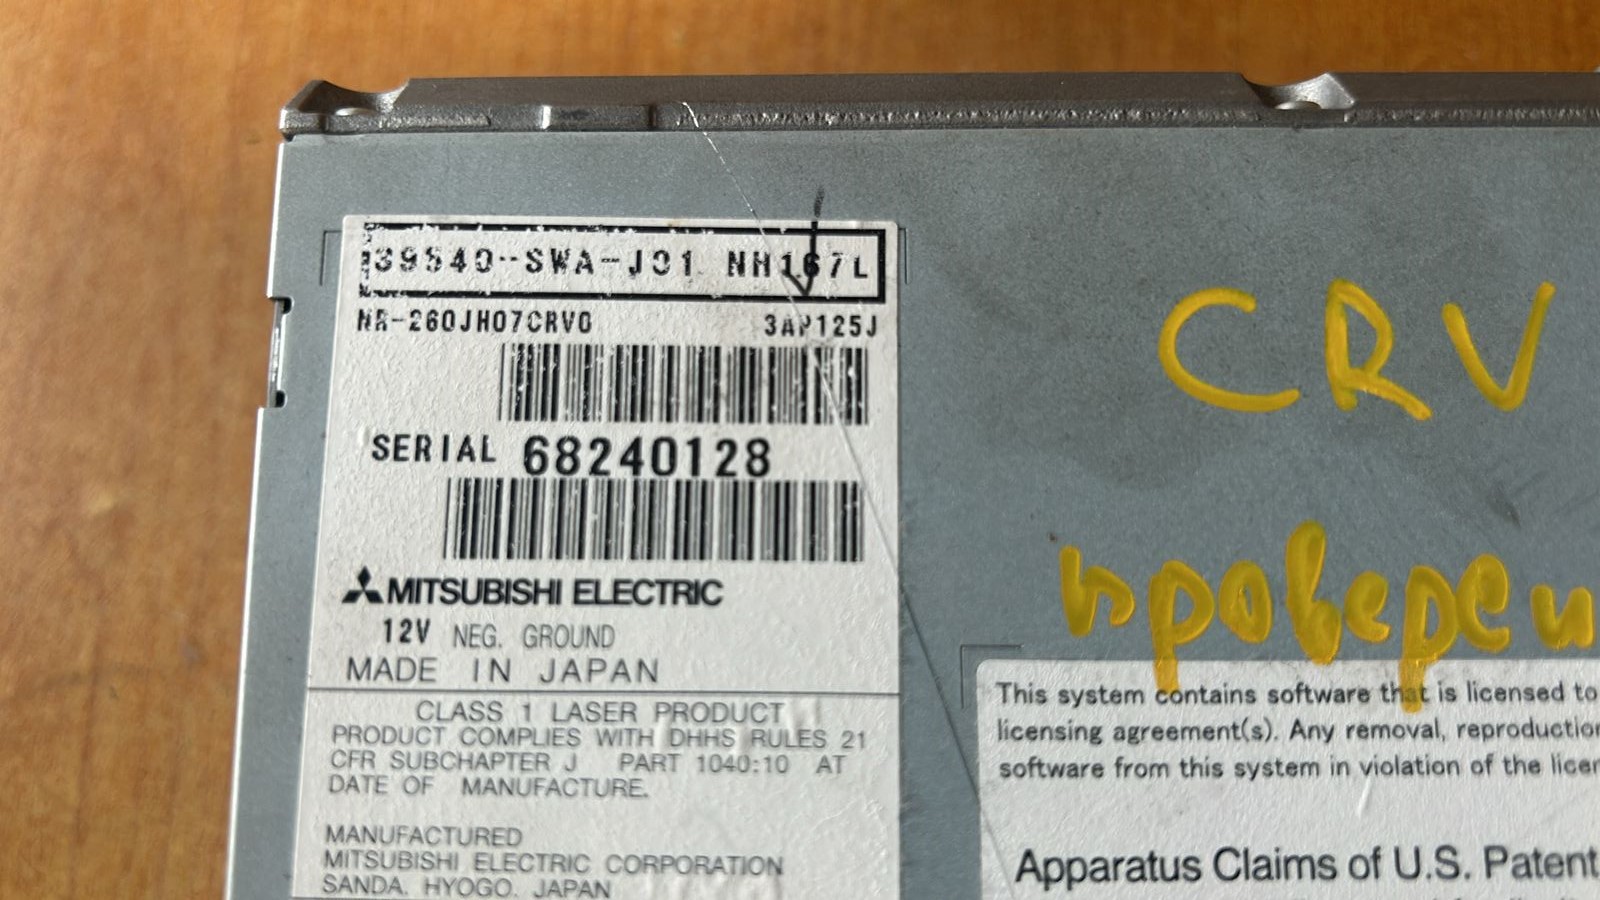 39540-SWA-J01 NH167L
NR-260JH07CRV0 3AP125J
SERIAL 68240128
MITSUBISHI ELECTRIC
12V NEG. GROUND
MADE IN JAPAN
CLASS 1 LASER PRODUCT
PRODUCT COMPLIES WITH DHHS RULES 21
CFR SUBCHAPTER J PART 1040:10 AT
DATE OF MANUFACTURE.
MANUFACTURED
MITSUBISHI ELECTRIC CORPORATION
SANDA. HYOGO. JAPAN
CRV
проверен
This system contains software that is licensed to
licensing agreement(s). Any removal, reproduction
software from this system in violation of the licen
Apparatus Claims of U.S. Patent